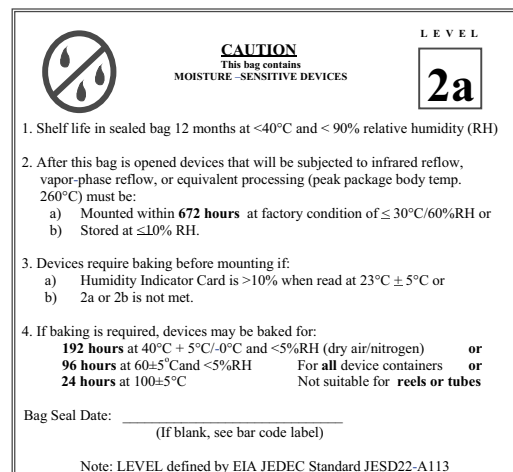 L E V E L
CAUTION
This bag contains
MOISTURE –SENSITIVE DEVICES
2a
1. Shelf life in sealed bag 12 months at <40°C and < 90% relative humidity (RH)
2. After this bag is opened devices that will be subjected to infrared reflow,
vapor-phase reflow, or equivalent processing (peak package body temp.
260°C) must be:
a) Mounted within 672 hours at factory condition of ≤ 30°C/60%RH or
b) Stored at ≤10% RH.
3. Devices require baking before mounting if:
a) Humidity Indicator Card is >10% when read at 23°C ± 5°C or
b) 2a or 2b is not met.
4. If baking is required, devices may be baked for:
192 hours at 40°C + 5°C/-0°C and <5%RH (dry air/nitrogen) or
96 hours at 60±5°Cand <5%RH For all device containers or
24 hours at 100±5°C Not suitable for reels or tubes
Bag Seal Date: ______________________________
(If blank, see bar code label)
Note: LEVEL defined by EIA JEDEC Standard JESD22-A113